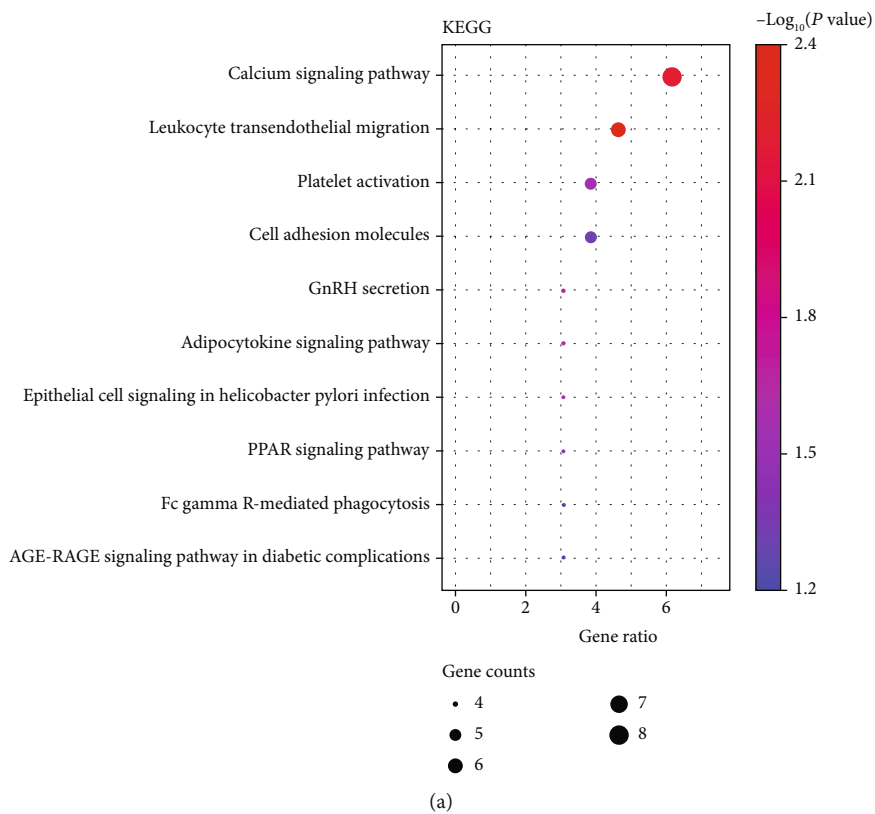 KEGG
–Log10(P value)
Calcium signaling pathway
Leukocyte transendothelial migration
Platelet activation
Cell adhesion molecules
GnRH secretion
Adipocytokine signaling pathway
Epithelial cell signaling in helicobacter pylori infection
PPAR signaling pathway
Fc gamma R-mediated phagocytosis
AGE-RAGE signaling pathway in diabetic complications
2.4
2.1
1.8
1.5
1.2
0 2 4 6
Gene ratio
Gene counts
4 7
5 8
6
(a)